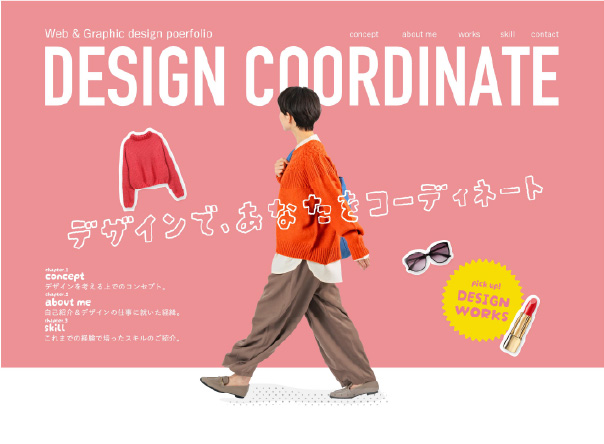 Web & Graphic design poerfolio
concept about me works skill contact
DESIGN COORDINATE
デザインで、あなたをコーディネート
chapter.1
concept
デザインを考える上でのコンセプト。
chapter.2
about me
自己紹介&デザインの仕事に就いた経緯。
chapter.3
skill
これまでの経験で培ったスキルのご紹介。
pick up!
DESIGN
WORKS